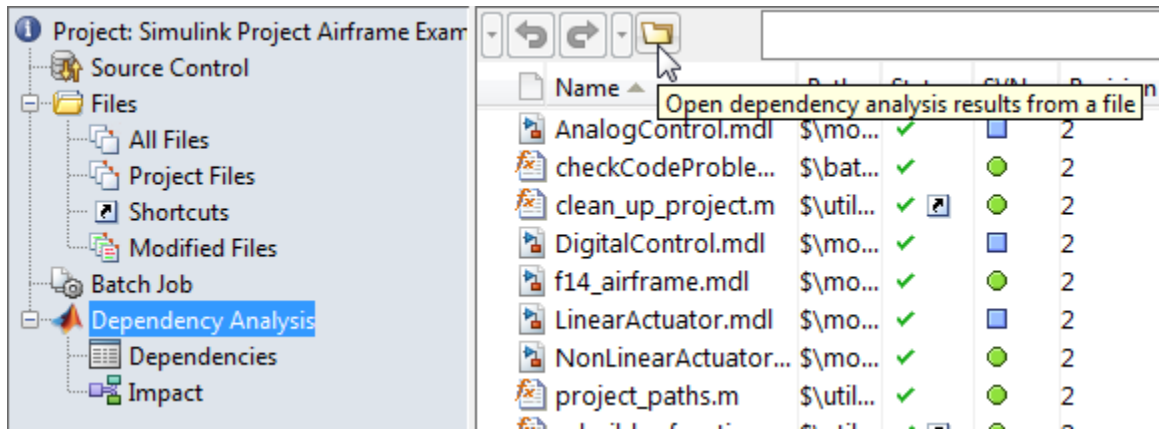 Project: Simulink Project Airframe Exam
Source Control
Files
All Files
Project Files
Shortcuts
Modified Files
Batch Job
Dependency Analysis
Dependencies
Impact
Name
Open dependency analysis results from a file
AnalogControl.mdl $\mo... 2
checkCodeProble... $\bat... 2
clean_up_project.m $\util... 2
DigitalControl.mdl $\mo... 2
f14_airframe.mdl $\mo... 2
LinearActuator.mdl $\mo... 2
NonLinearActuator... $\mo... 2
project_paths.m $\util... 2